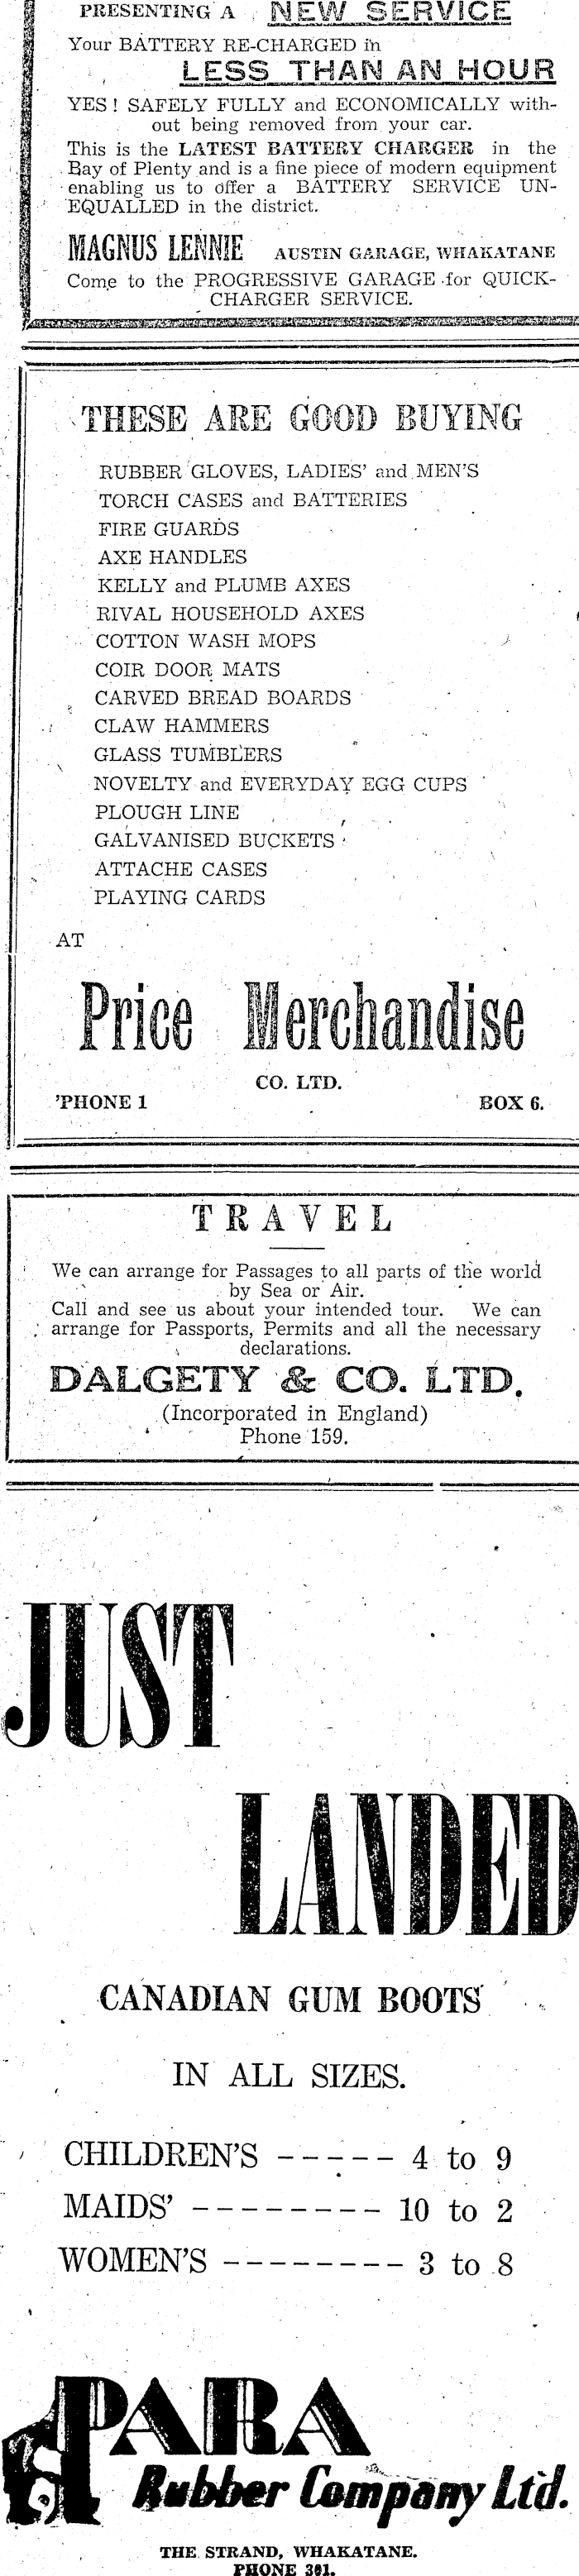 PRESENTING A NEW SERVICE
Your BATTERY RE-CHARGED in
LESS THAN AN HOUR
YES! SAFELY FULLY and ECONOMICALLY with-
out being removed from your car.
This is the LATEST BATTERY CHARGER in the
Bay of Plenty and is a fine piece of modern equipment
enabling us to offer a BATTERY SERVICE UN-
EQUALLED in the district.
MAGNUS LENNIE AUSTIN GARAGE, WHAKATANE
Come to the PROGRESSIVE GARAGE for QUICK-
CHARGER SERVICE.
THESE ARE GOOD BUYING
RUBBER GLOVES, LADIES' and MEN'S
TORCH CASES and BATTERIES
FIRE GUARDS
AXE HANDLES
KELLY and PLUMB AXES
RIVAL HOUSEHOLD AXES
COTTON WASH MOPS
COIR DOOR MATS
CARVED BREAD BOARDS
CLAW HAMMERS
GLASS TUMBLERS
NOVELTY and EVERYDAY EGG CUPS
PLOUGH LINE
GALVANISED BUCKETS
ATTACHE CASES
PLAYING CARDS
AT
Price Merchandise
CO. LTD.
'PHONE 1 BOX 6.
TRAVEL
We can arrange for Passages to all parts of the world
by Sea or Air.
Call and see us about your intended tour. We can
arrange for Passports, Permits and all the necessary
declarations.
DALGETY & CO. LTD.
(Incorporated in England)
Phone 159.
JUST
LANDED
CANADIAN GUM BOOTS
IN ALL SIZES.
CHILDREN'S ----- 4 to 9
MAIDS' -------- 10 to 2
WOMEN'S -------- 3 to 8
PARA
Rubber Company Ltd.
THE STRAND, WHAKATANE.
PHONE 301.